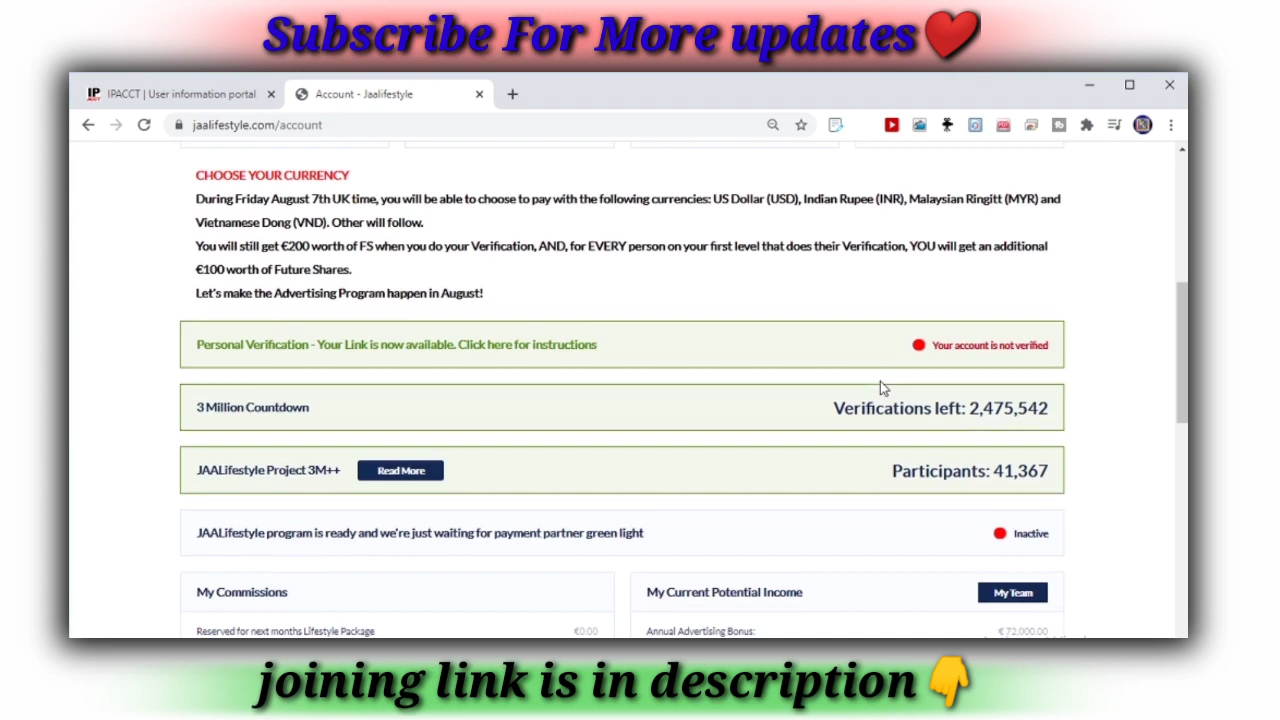 Subscribe For More updates❤️
IPACCT | User information portal
Account - Jaalifestyle
jaalifestyle.com/account
CHOOSE YOUR CURRENCY
During Friday August 7th UK time, you will be able to choose to pay with the following currencies: US Dollar (USD), Indian Rupee (INR), Malaysian Ringitt (MYR) and
Vietnamese Dong (VND). Other will follow.
You will still get €200 worth of FS when you do your Verification, AND, for EVERY person on your first level that does their Verification, YOU will get an additional
€100 worth of Future Shares.
Let's make the Advertising Program happen in August!
Personal Verification - Your Link is now available. Click here for instructions
Your account is not verified
3 Million Countdown
Verifications left: 2,475,542
JAALifestyle Project 3M++
Read More
Participants: 41,367
JAALifestyle program is ready and we're just waiting for payment partner green light
Inactive
My Commissions
My Current Potential Income
My Team
Reserved for next months Lifestyle Package
€0.00
Annual Advertising Bonus:
€72,000.00
joining link is in description👇